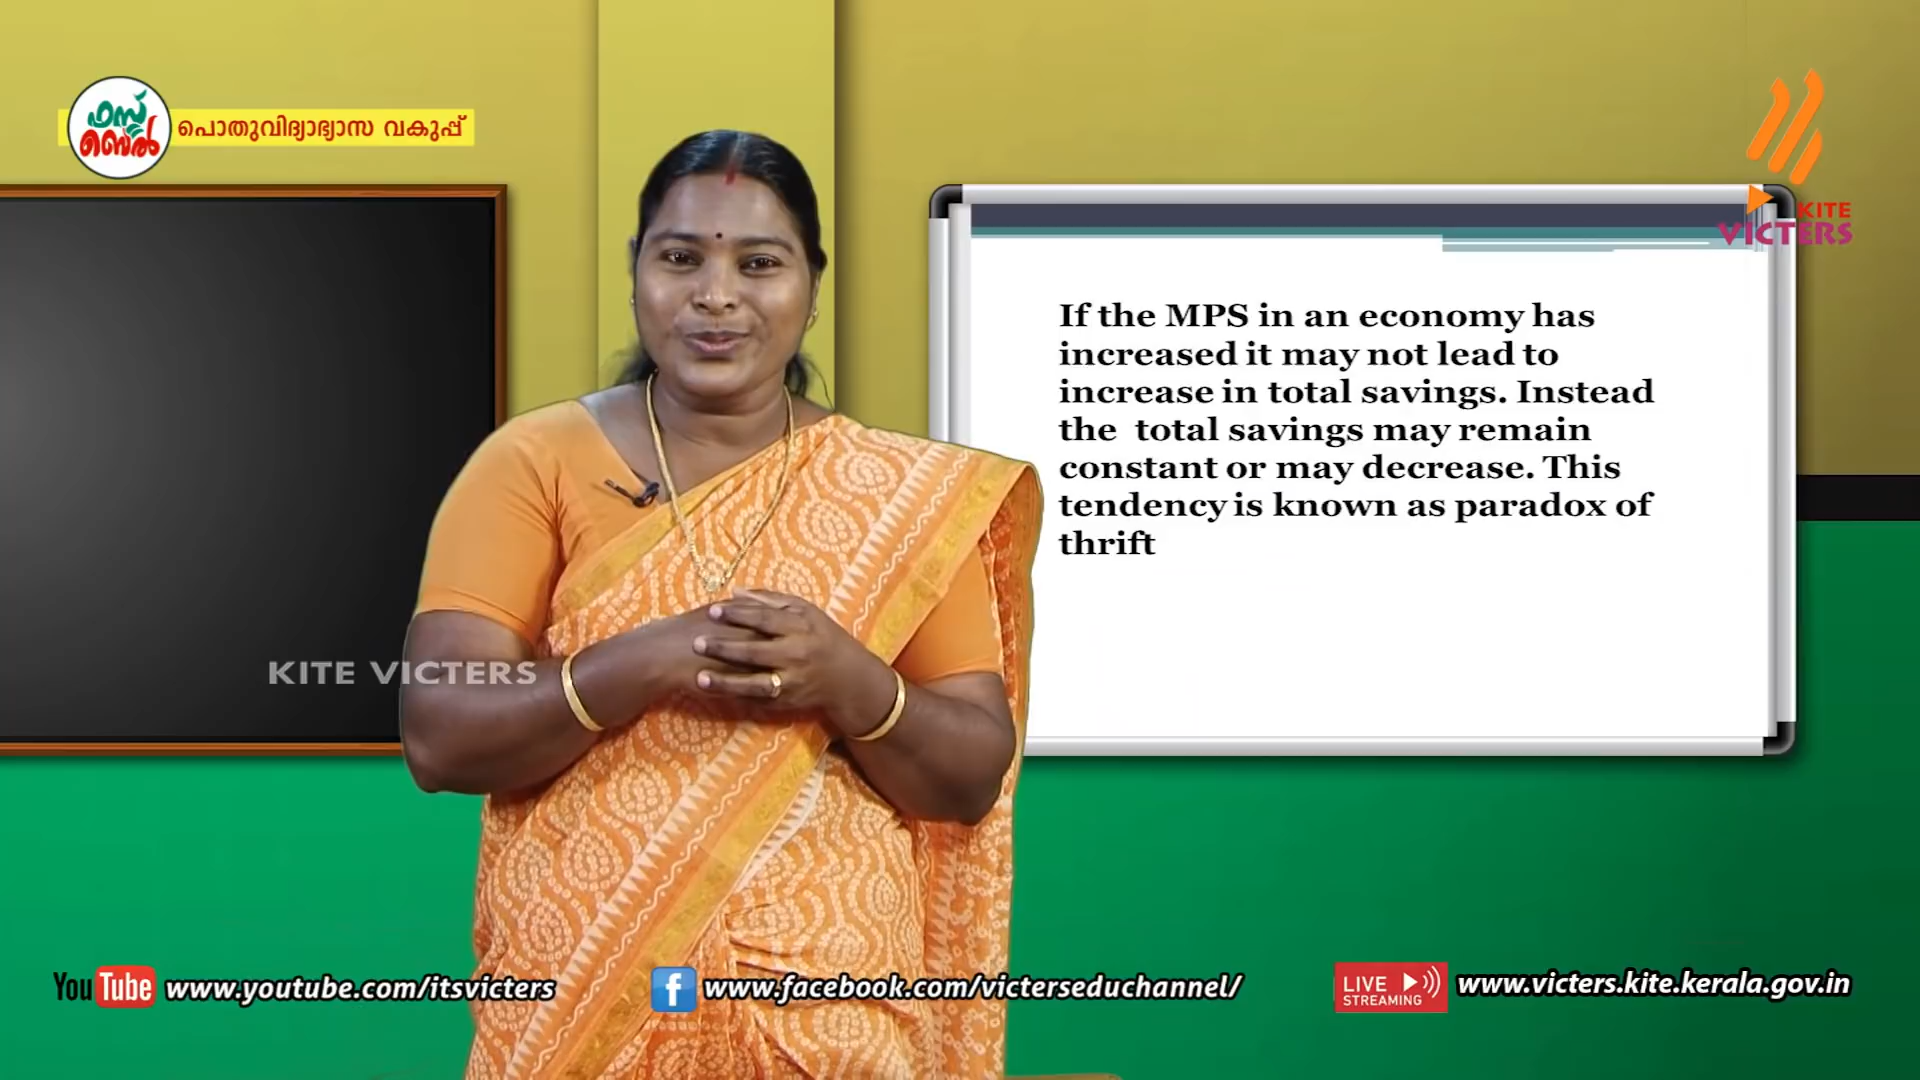 ഫസ്റ്റ്
ബെൽ
പൊതുവിദ്യാഭ്യാസ വകുപ്പ്
KITE
VICTERS
If the MPS in an economy has
increased it may not lead to
increase in total savings. Instead
the total savings may remain
constant or may decrease. This
tendency is known as paradox of
thrift
KITE VICTERS
You Tube www.youtube.com/itsvicters
f www.facebook.com/victerseduchannel/
LIVE
STREAMING
www.victers.kite.kerala.gov.in